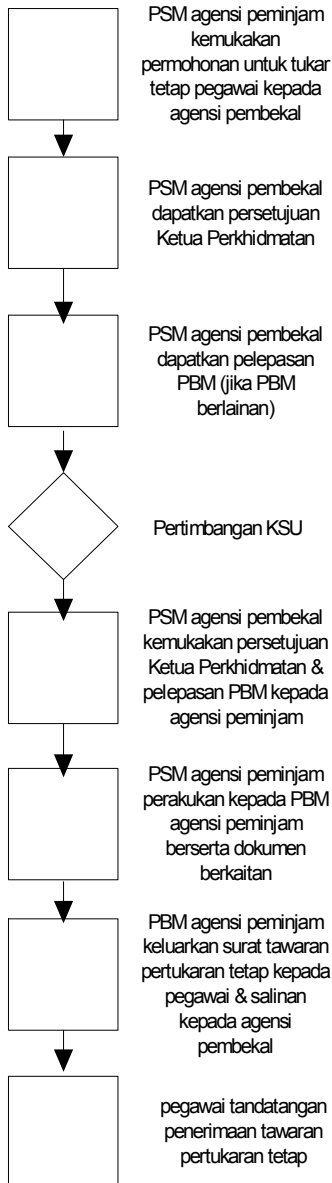 PSM agensi peminjam
kemukakan
permohonan untuk tukar
tetap pegawai kepada
agensi pembekal
PSM agensi pembekal
dapatkan persetujuan
Ketua Perkhidmatan
PSM agensi pembekal
dapatkan pelepasan
PBM (jika PBM
berlainan)
Pertimbangan KSU
PSM agensi pembekal
kemukakan persetujuan
Ketua Perkhidmatan &
pelepasan PBM kepada
agensi peminjam
PSM agensi peminjam
perakukan kepada PBM
agensi peminjam
berserta dokumen
berkaitan
PBM agensi peminjam
keluarkan surat tawaran
pertukaran tetap kepada
pegawai & salinan
kepada agensi
pembekal
pegawai tandatangan
penerimaan tawaran
pertukaran tetap